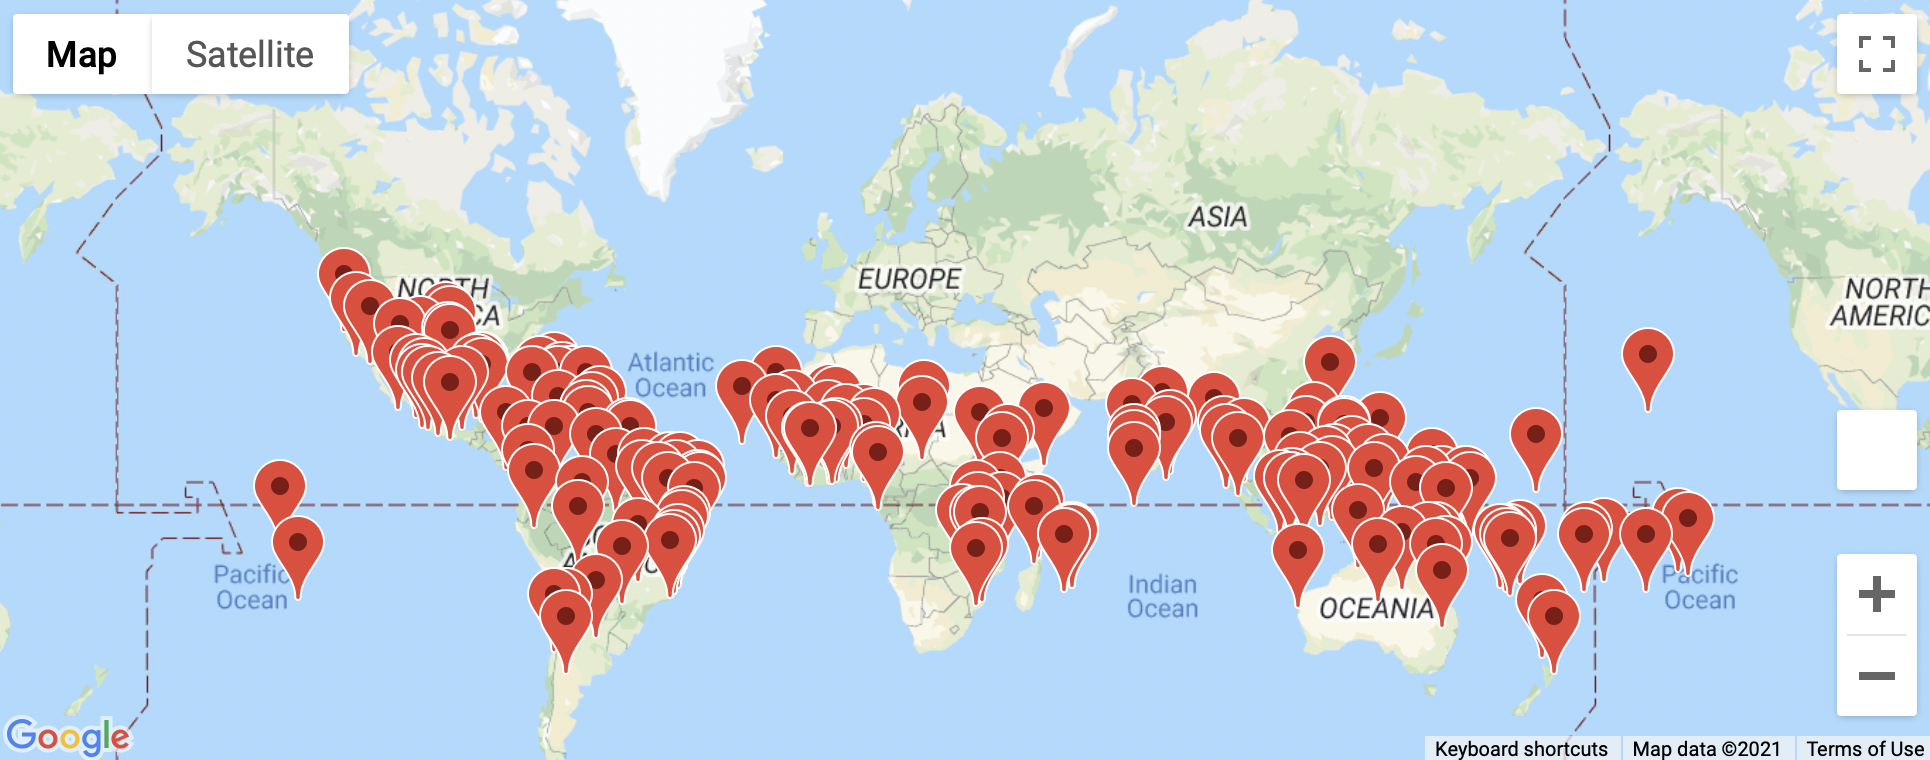 Map
Satellite
ASIA
EUROPE
NORTH
NORTH
AMERIC
Atlantic
Ocean
Pacific
Ocean
Indian
Ocean
Pacific
Ocean
OCEANIA
Google
Keyboard shortcuts
Map data ©2021
Terms of Use